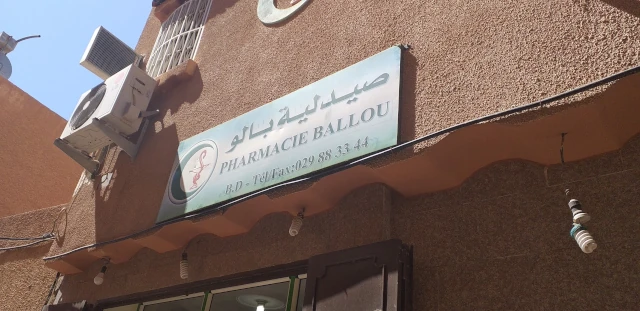 صيدلية بالو
PHARMACIE BALLOU
B.D - Tél/Fax:029 88 33 44